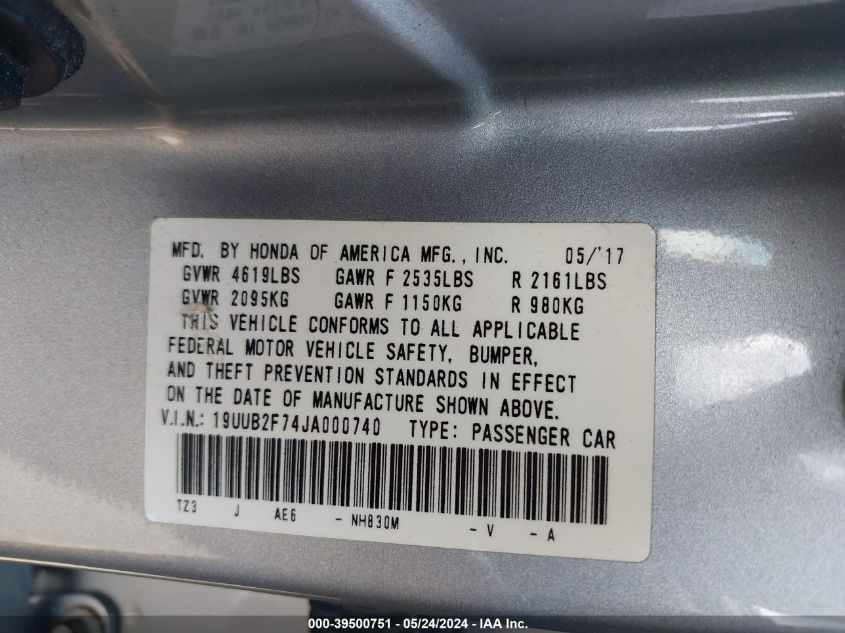 MFD. BY HONDA OF AMERICA MFG., INC. 05/'17
GVWR 4619LBS GAWR F 2535LBS R 2161LBS
GVWR 2095KG GAWR F 1150KG R 980KG
THIS VEHICLE CONFORMS TO ALL APPLICABLE
FEDERAL MOTOR VEHICLE SAFETY, BUMPER,
AND THEFT PREVENTION STANDARDS IN EFFECT
ON THE DATE OF MANUFACTURE SHOWN ABOVE.
V.I.N.: 19UUB2F74JA000740 TYPE: PASSENGER CAR
TZ3 J AE6 - NH830M - V - A
000-39500751 / 05/24/2024 - IAA Inc.